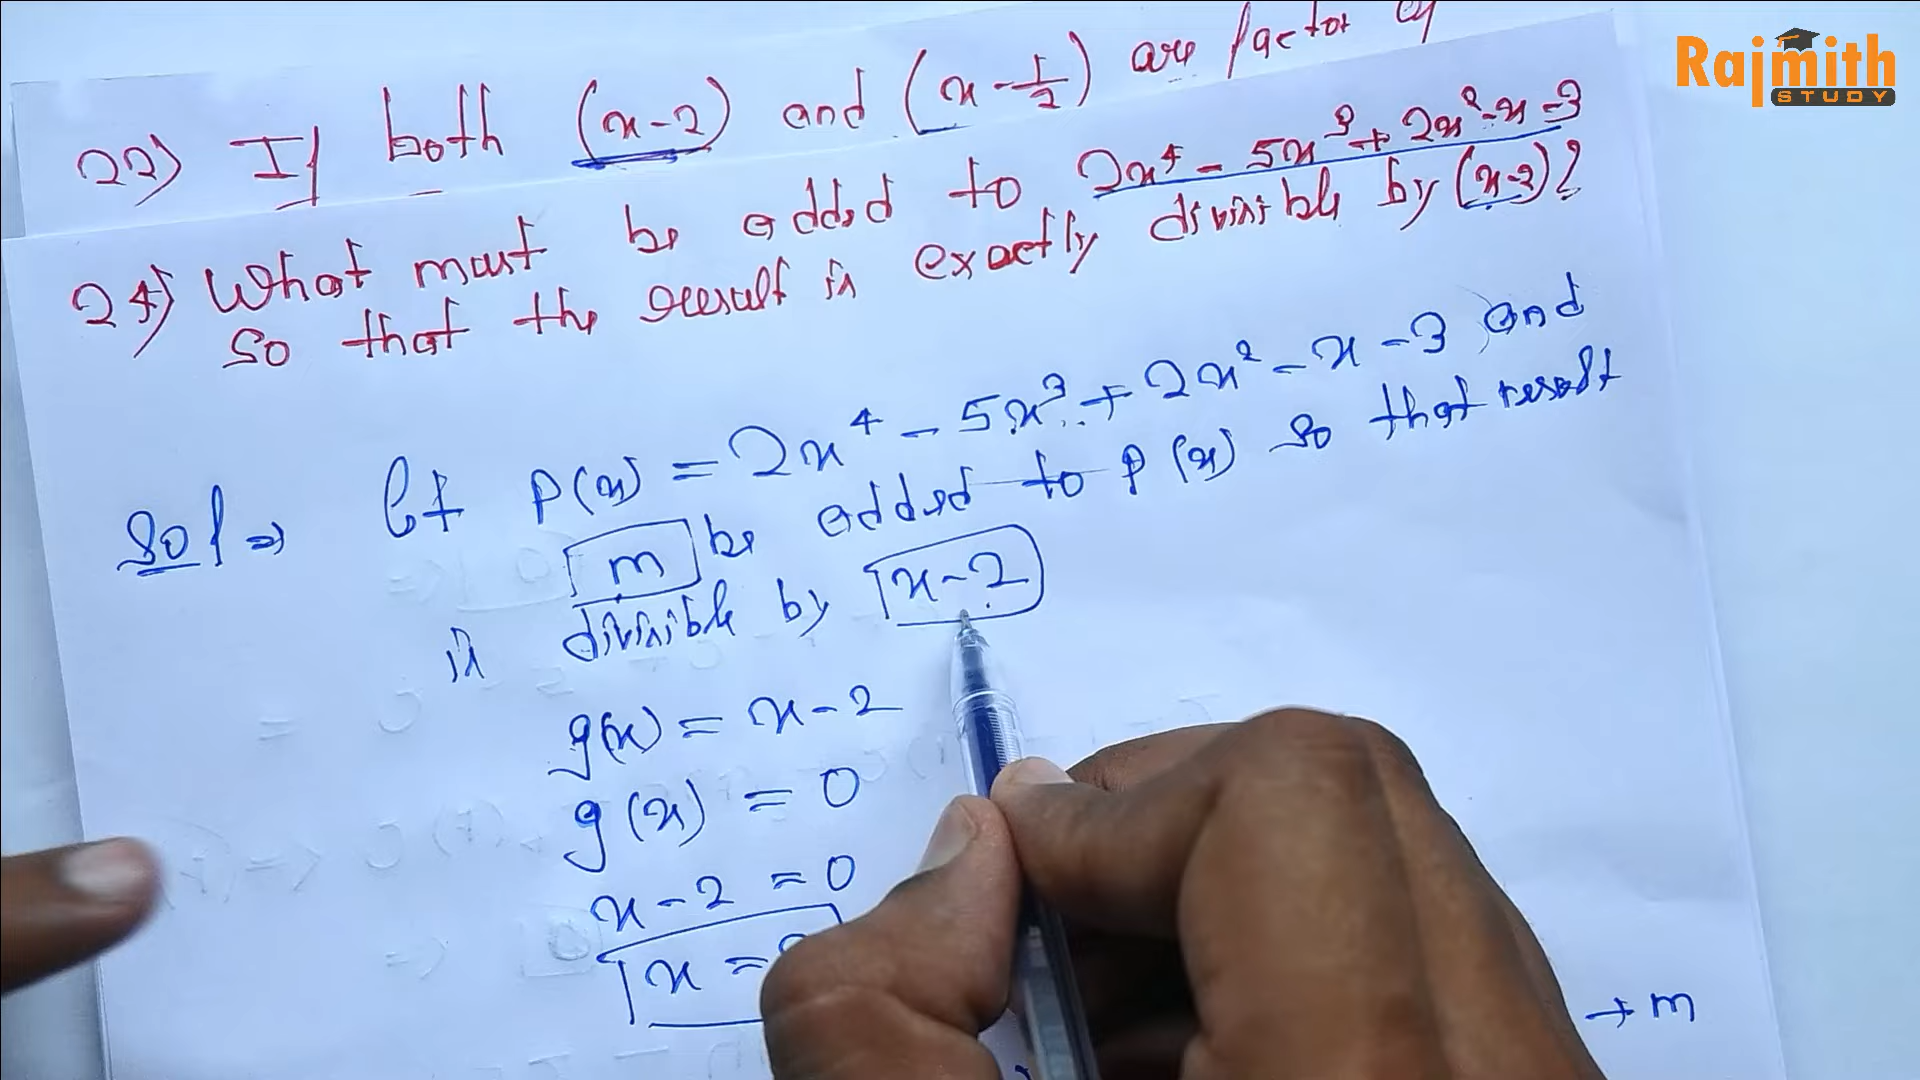 Rajmith
STUDY
22) If both (x-2) and (x-1/2) are factor of
24) What must be added to 2x⁴ - 5x³ + 2x² - x - 3
so that the result is exactly divisible by (x-2)?
Sol ⇒ let P(x) = 2x⁴ - 5x³ + 2x² - x - 3 and
m be added to P(x) so that result
is divisible by x-2
g(x) = x-2
g(x) = 0
x-2 = 0
x =
+ m